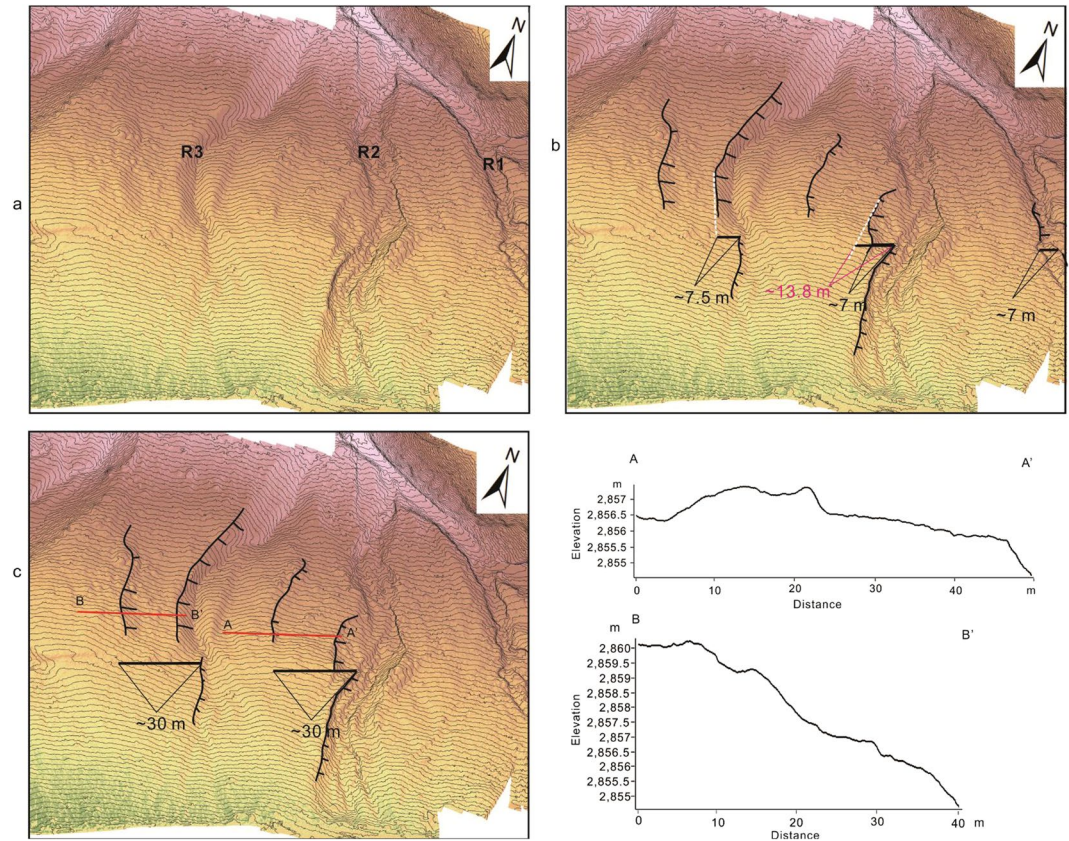 a
N
R3
R2
R1
b
N
~7.5 m
~13.8 m
~7 m
~7 m
c
N
B
B'
A
A'
~30 m
~30 m
A
A'
m
2,857
2,856.5
2,856
2,855.5
2,855
Elevation
0
10
20
30
40
m
Distance
B
B'
m
2,860
2,859.5
2,859
2,858.5
2,858
2,857.5
2,857
2,856.5
2,856
2,855.5
2,855
Elevation
0
10
20
30
40
m
Distance